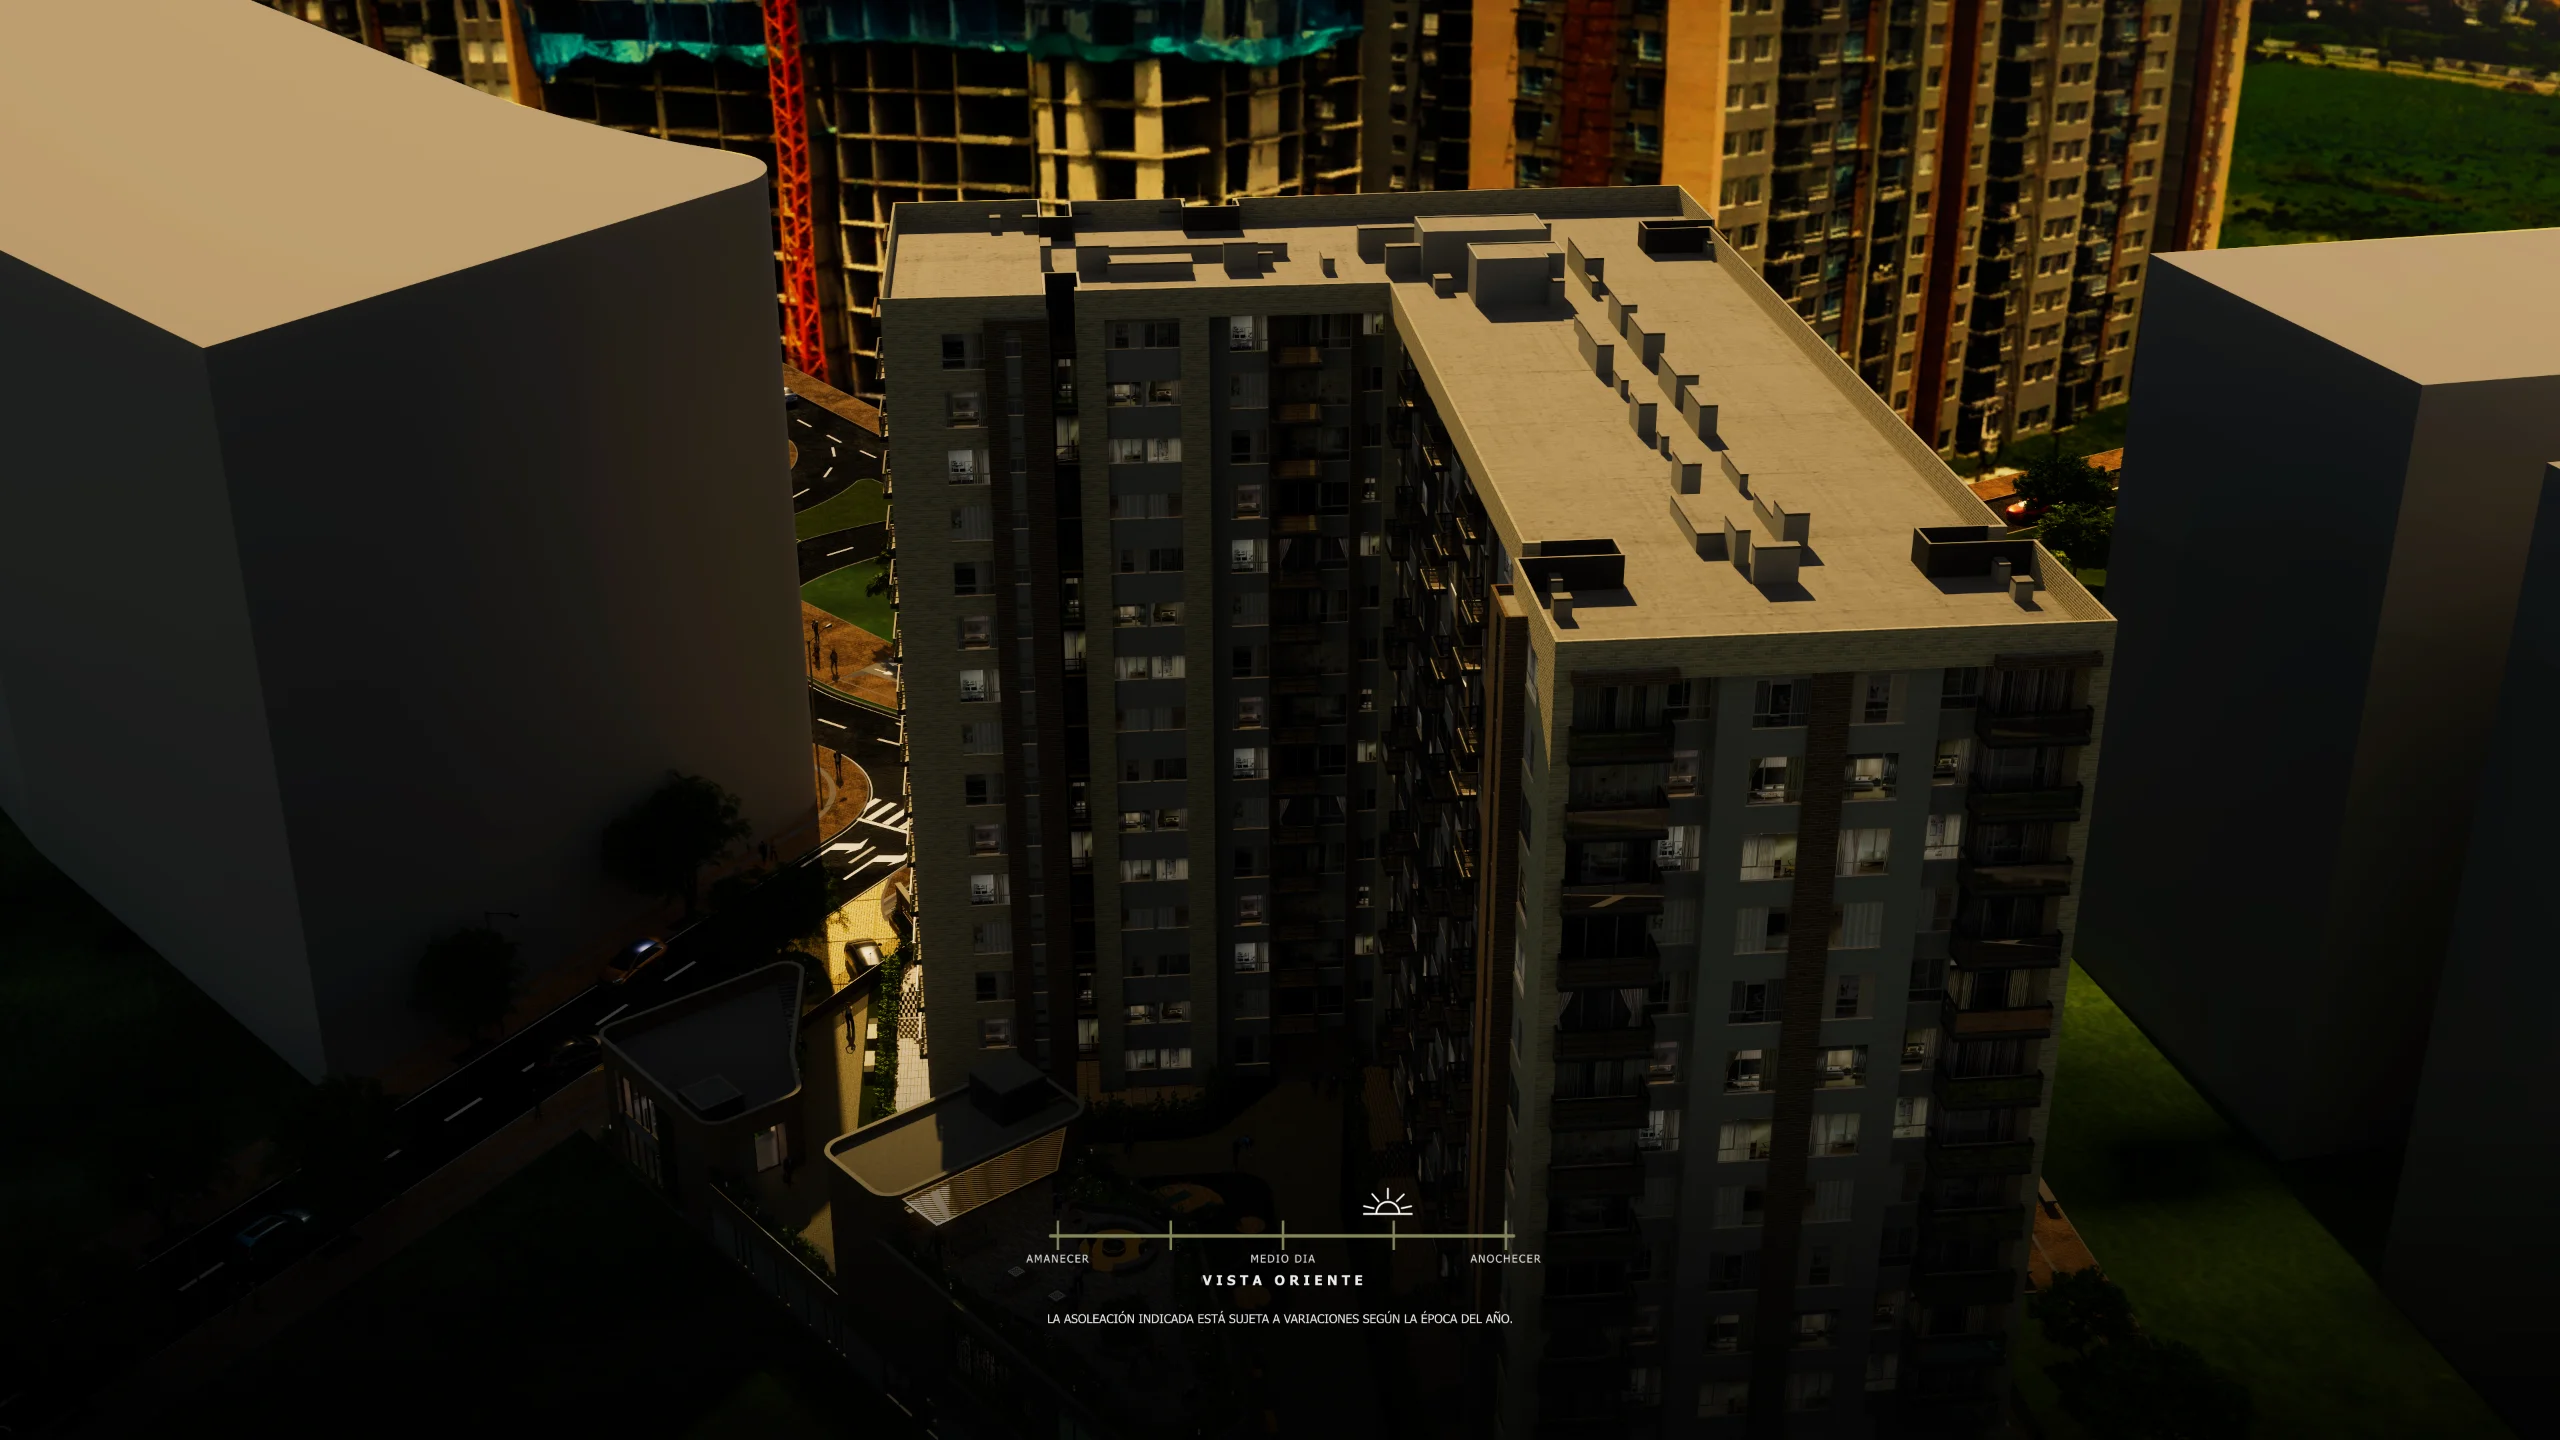 AMANECER MEDIO DIA ANOCHECER
VISTA ORIENTE
LA ASOLEACIÓN INDICADA ESTÁ SUJETA A VARIACIONES SEGÚN LA ÉPOCA DEL AÑO.